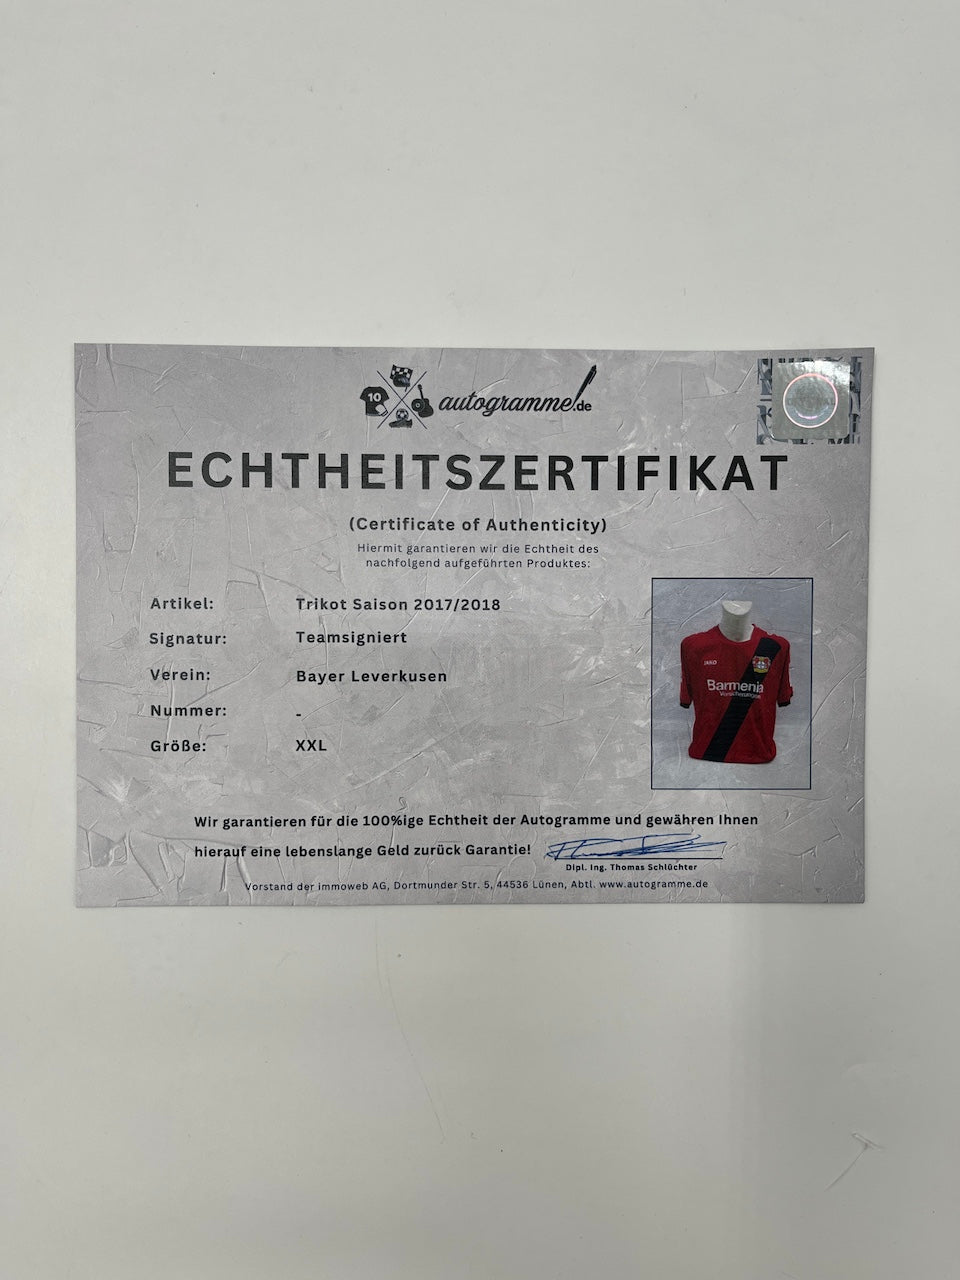 10
autogramme!.de
ECHTHEITSZERTIFIKAT
(Certificate of Authenticity)
Hiermit garantieren wir die Echtheit des
nachfolgend aufgeführten Produktes:
Artikel: Trikot Saison 2017/2018
Signatur: Teamsigniert
Verein: Bayer Leverkusen
Nummer: -
Größe: XXL
JAKO
Barmenia
Versicherungen
Wir garantieren für die 100%ige Echtheit der Autogramme und gewähren Ihnen
hierauf eine lebenslange Geld zurück Garantie!
Dipl. Ing. Thomas Schlüchter
Vorstand der immoweb AG, Dortmunder Str. 5, 44536 Lünen, Abtl. www.autogramme.de